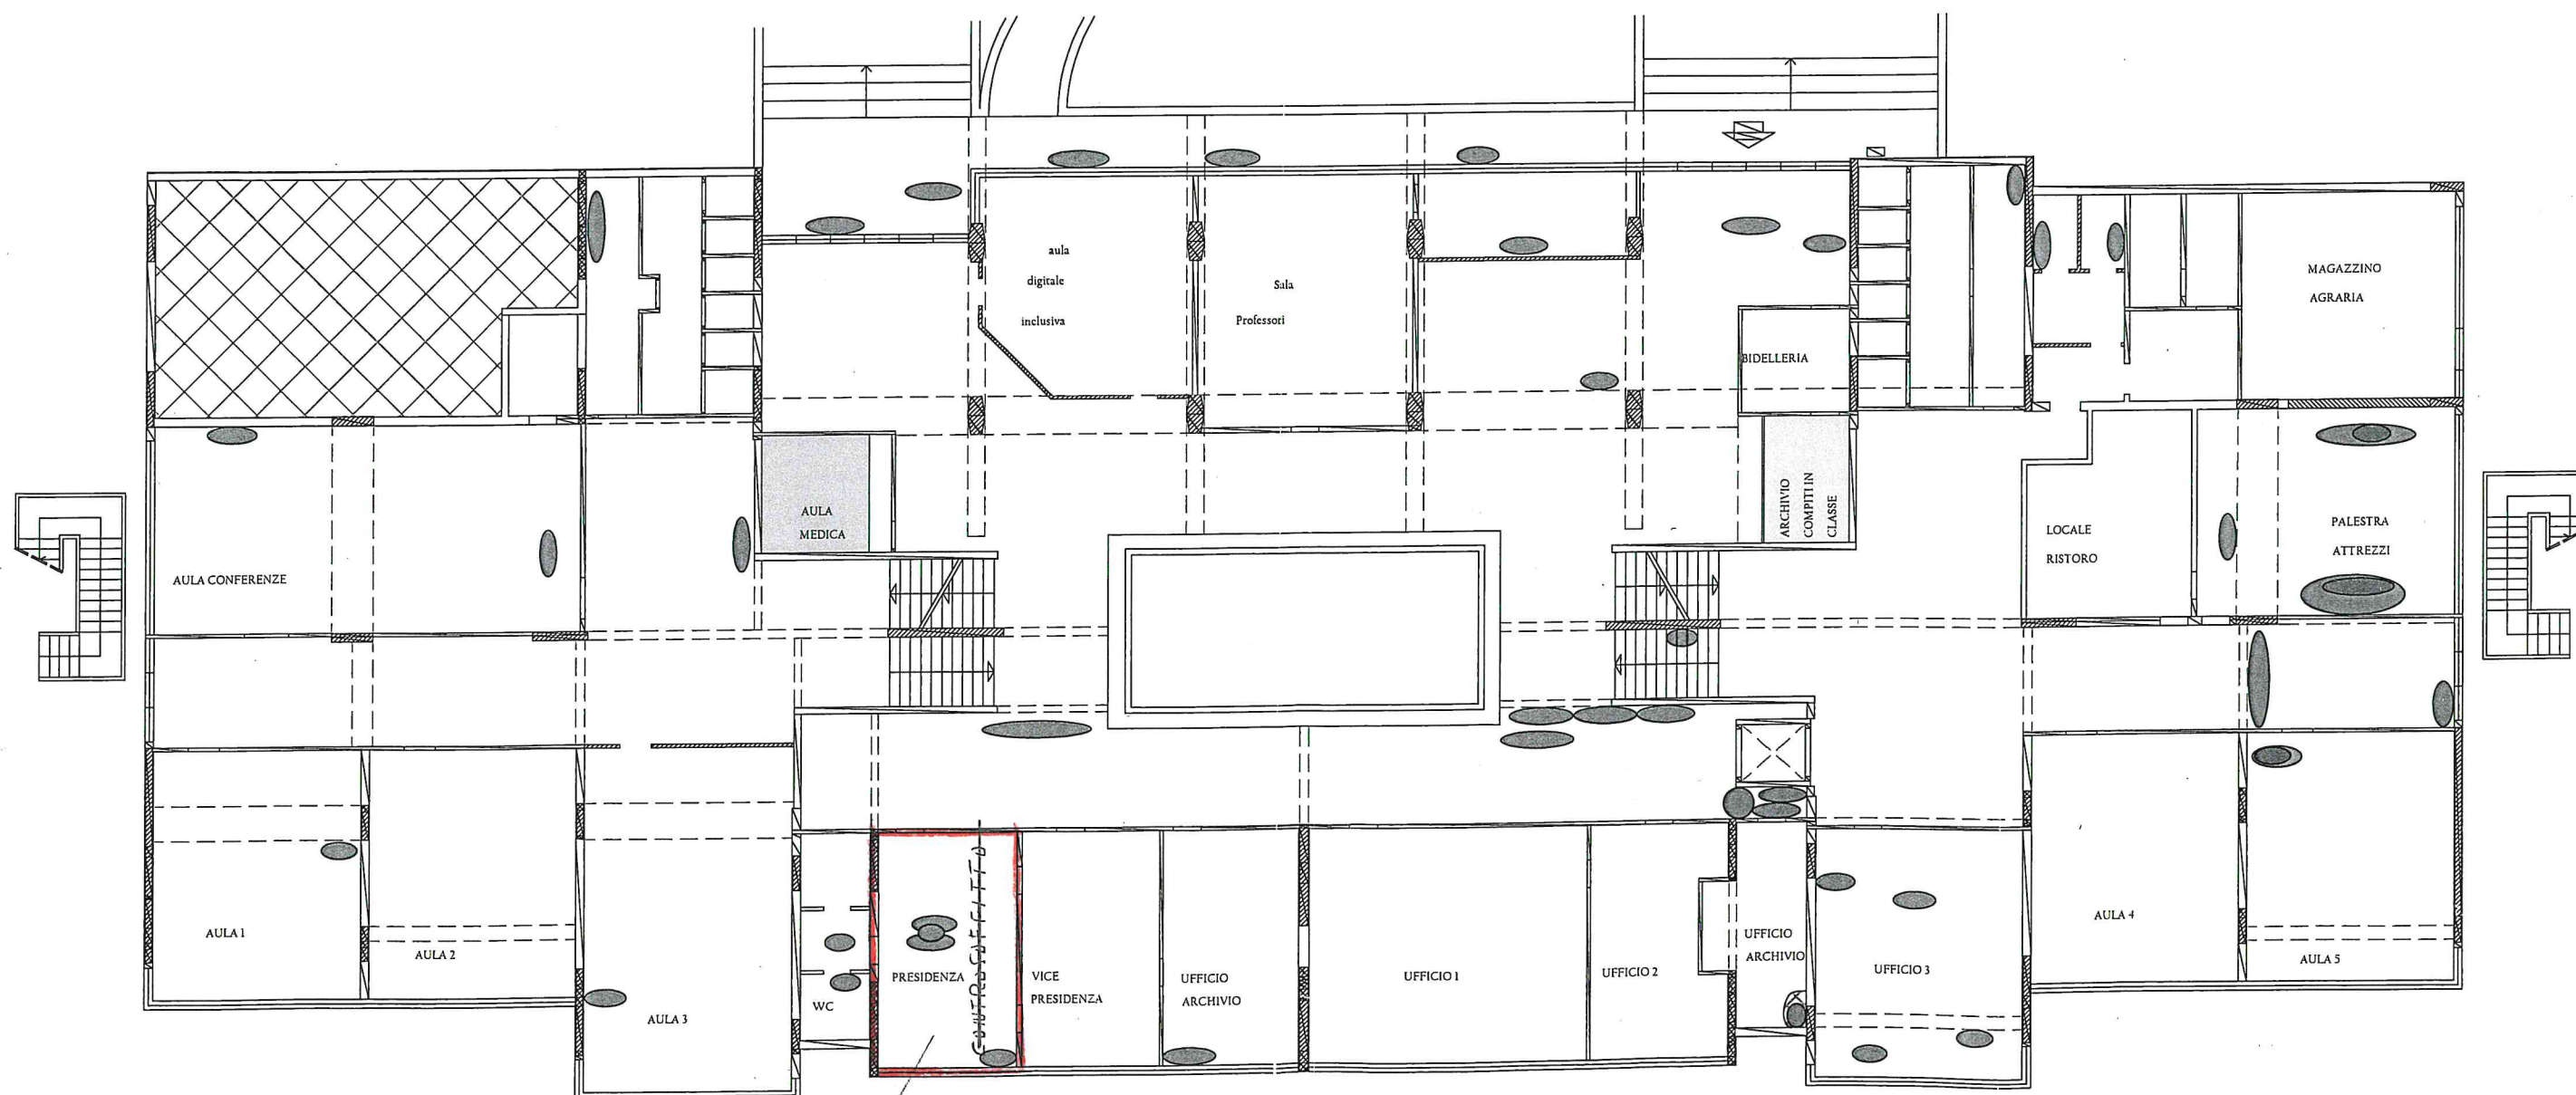 aula
digitale
inclusiva
Sala
Professori
BIDELLERIA
MAGAZZINO
AGRARIA
AULA
MEDICA
ARCHIVIO
COMPITI IN
CLASSE
LOCALE
RISTORO
PALESTRA
ATTREZZI
AULA CONFERENZE
AULA 1
AULA 2
AULA 3
WC
PRESIDENZA
CONTROSOFFITTO
VICE
PRESIDENZA
UFFICIO
ARCHIVIO
UFFICIO 1
UFFICIO 2
UFFICIO
ARCHIVIO
UFFICIO 3
AULA 4
AULA 5